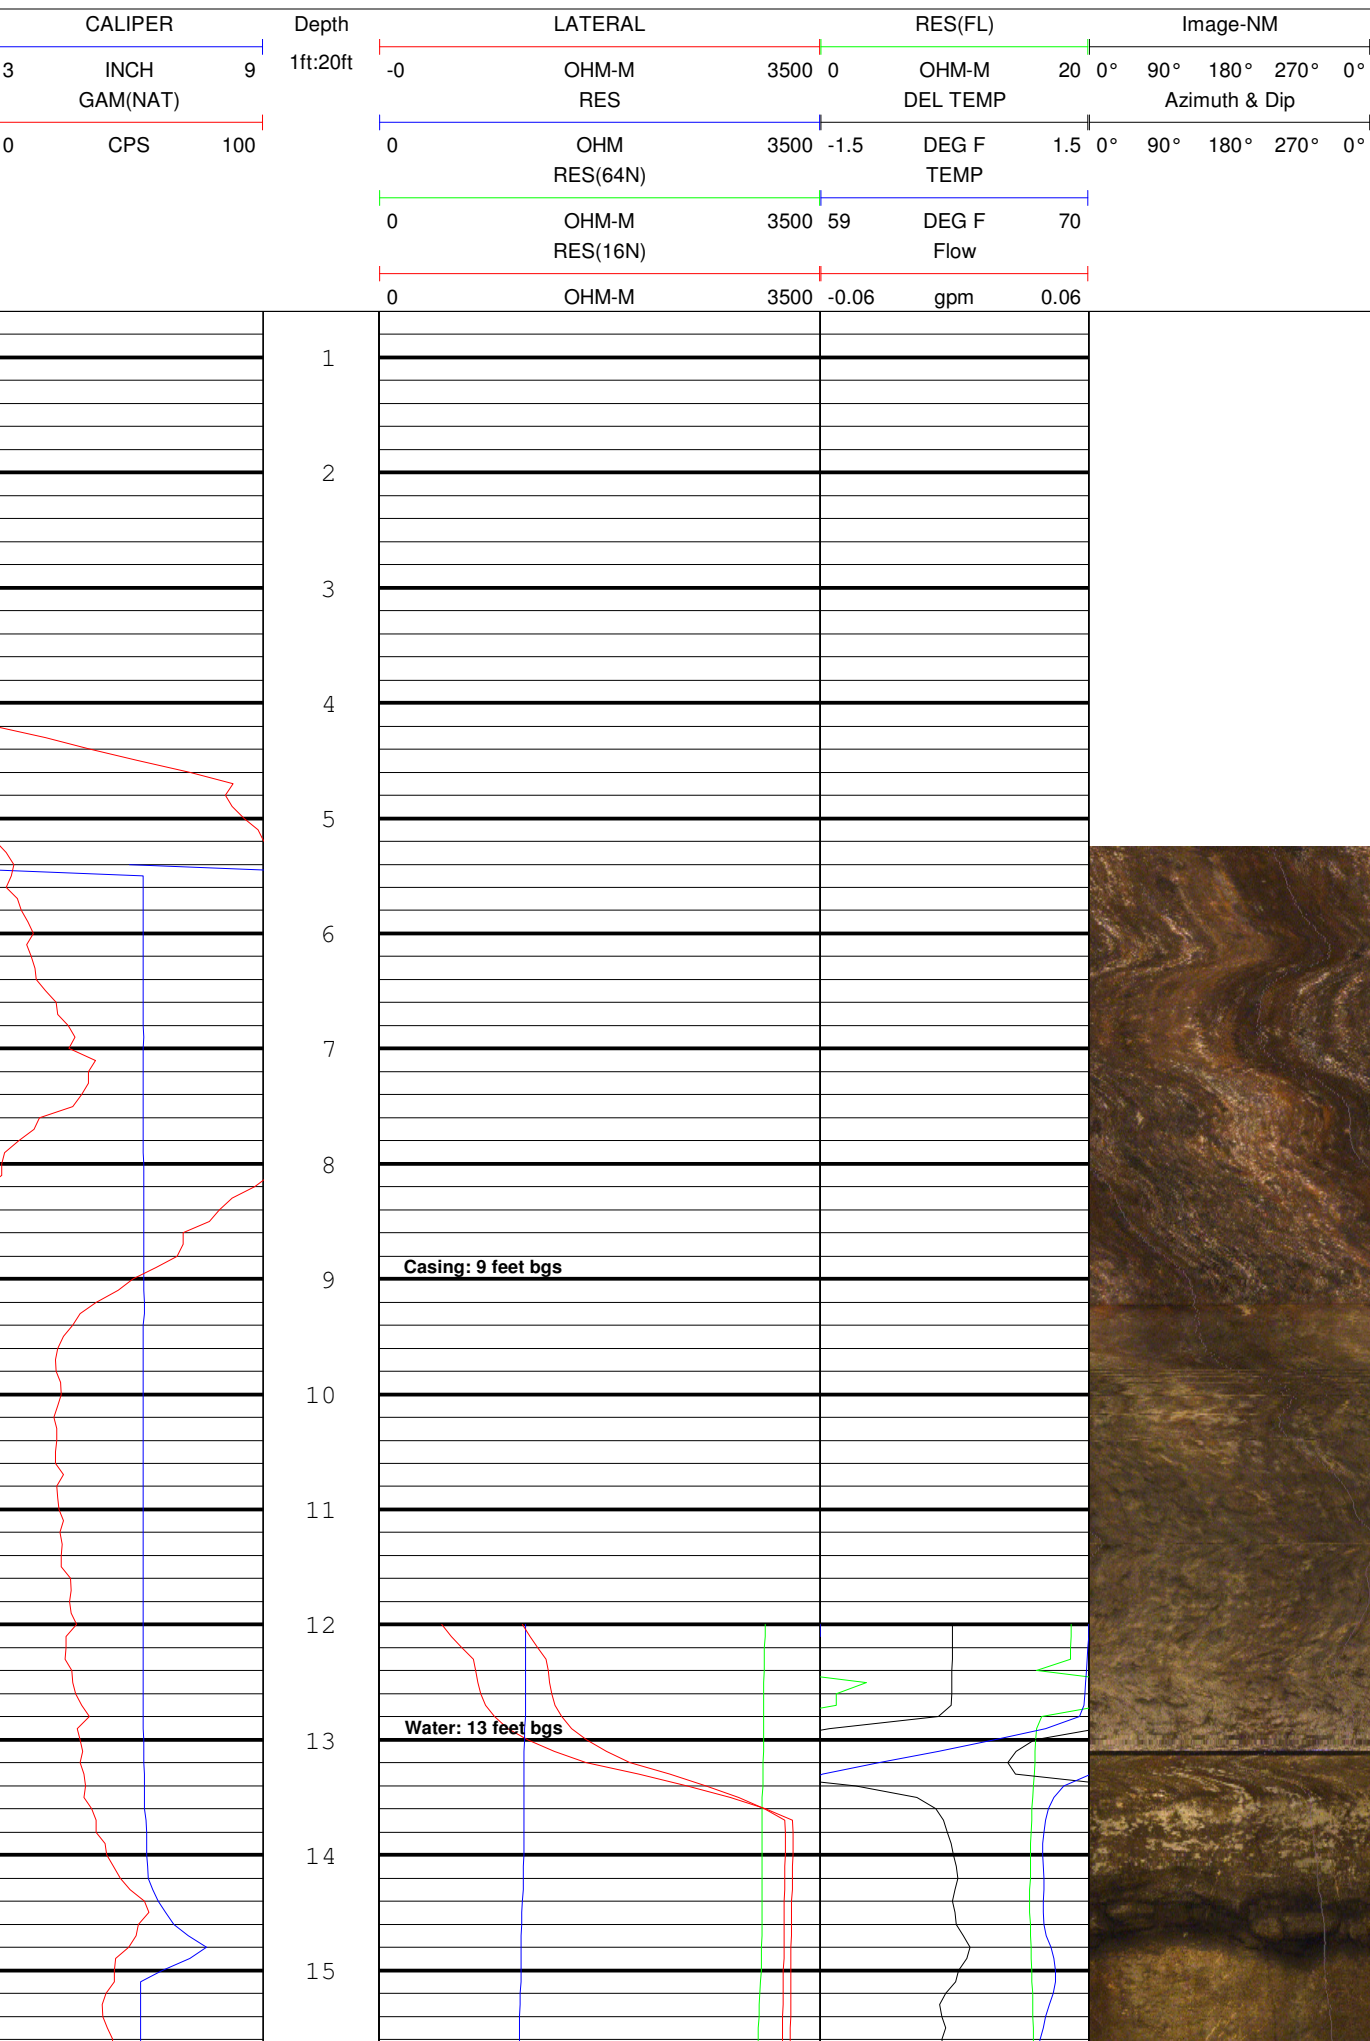 CALIPER Depth LATERAL RES(FL) Image-NM
3 INCH 9 1ft:20ft -0 OHM-M 3500 0 OHM-M 20 0° 90° 180° 270° 0°
GAM(NAT) RES DEL TEMP Azimuth & Dip
0 CPS 100 0 OHM 3500 -1.5 DEG F 1.5 0° 90° 180° 270° 0°
RES(64N) TEMP
0 OHM-M 3500 59 DEG F 70
RES(16N) Flow
0 OHM-M 3500 -0.06 gpm 0.06
1
2
3
4
5
6
7
8
Casing: 9 feet bgs
9
10
11
12
Water: 13 feet bgs
13
14
15